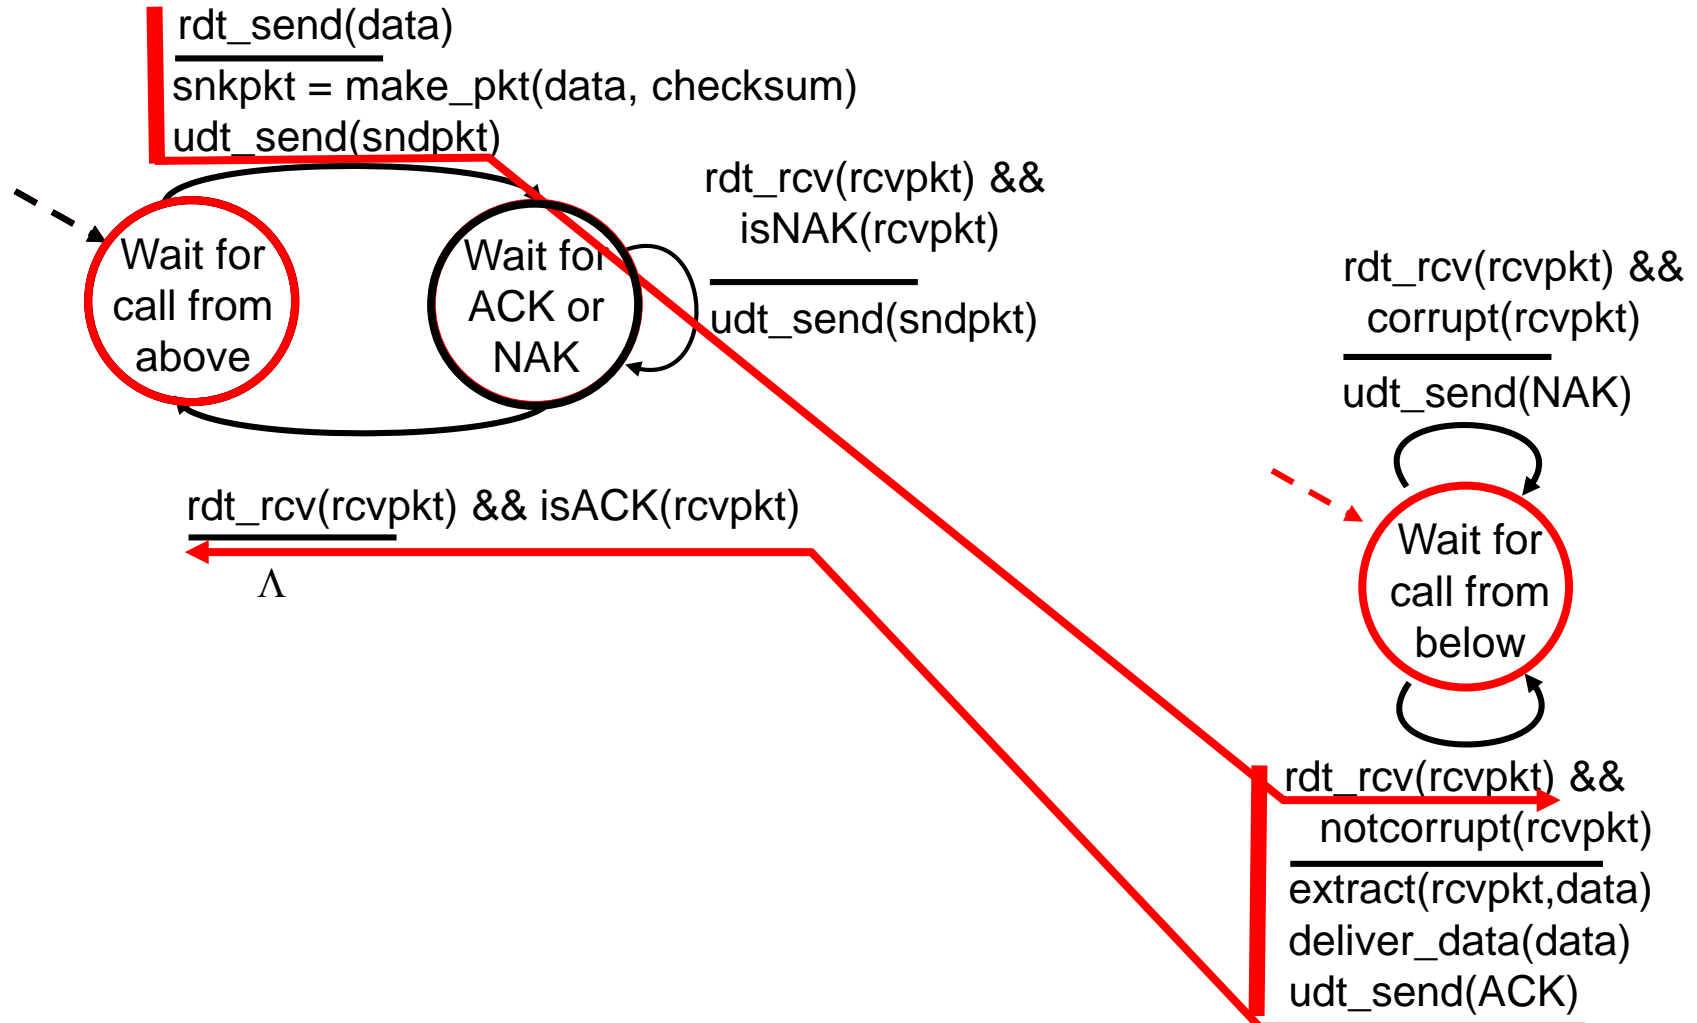 rdt_send(data)
snkpkt = make_pkt(data, checksum)
udt_send(sndpkt)
rdt_rcv(rcvpkt) &&
isNAK(rcvpkt)
udt_send(sndpkt)
Wait for
call from
above
Wait for
ACK or
NAK
rdt_rcv(rcvpkt) && isACK(rcvpkt)
Λ
rdt_rcv(rcvpkt) &&
corrupt(rcvpkt)
udt_send(NAK)
Wait for
call from
below
rdt_rcv(rcvpkt) &&
notcorrupt(rcvpkt)
extract(rcvpkt,data)
deliver_data(data)
udt_send(ACK)